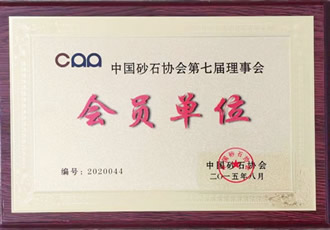 CAA 中国砂石协会第七届理事会
会员单位
编号：2020044
中国砂石协会
二〇一五年八月